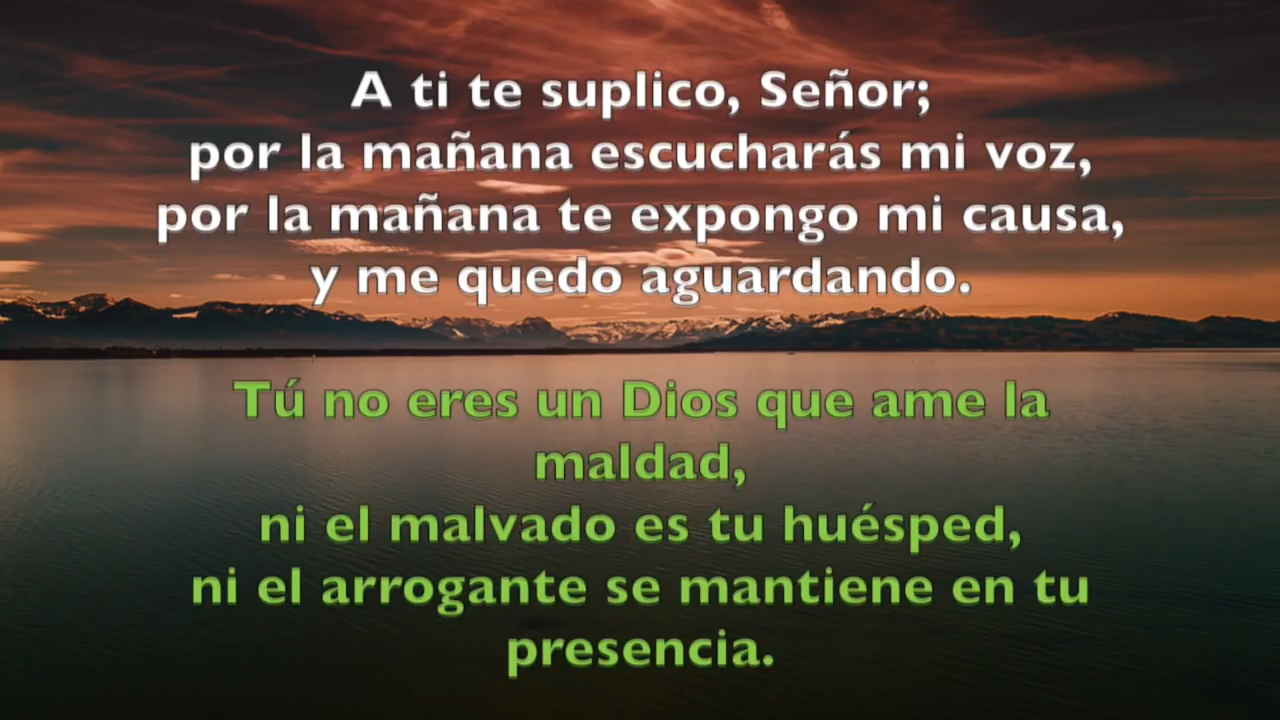 A ti te suplico, Señor;
por la mañana escucharás mi voz,
por la mañana te expongo mi causa,
y me quedo aguardando.
Tú no eres un Dios que ame la
maldad,
ni el malvado es tu huésped,
ni el arrogante se mantiene en tu
presencia.